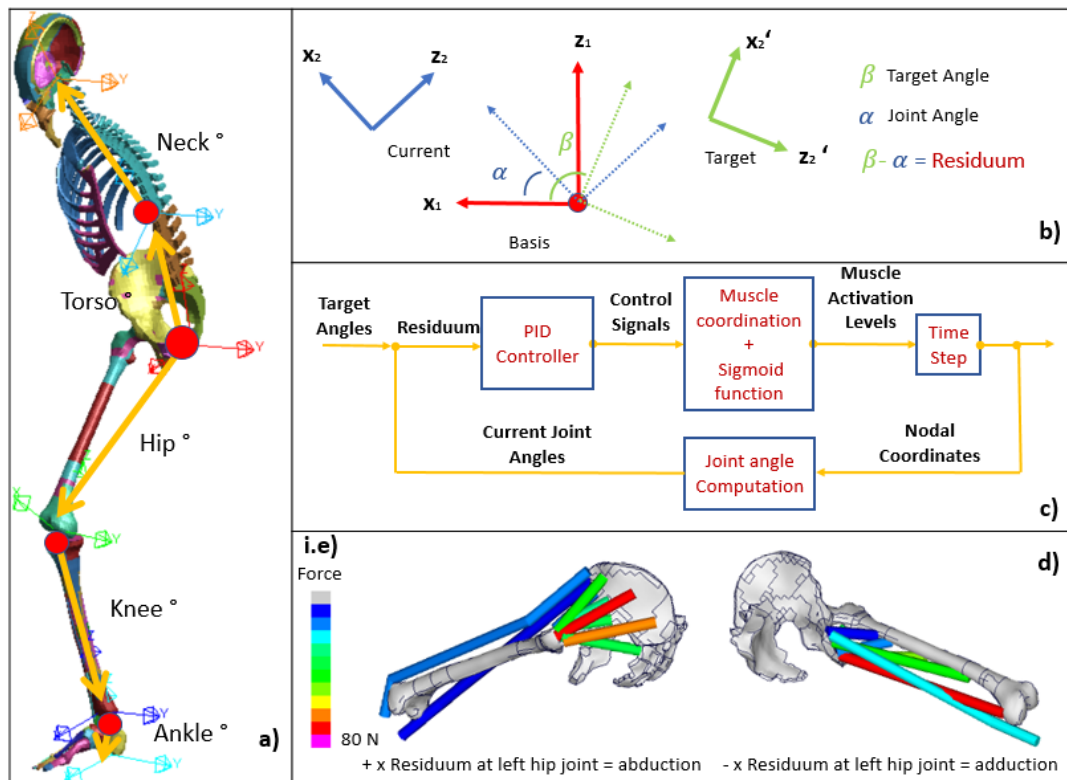 Neck °
Torso
Hip °
Knee °
Ankle °
a)
Z
Y
Y
Y
X
Y
Z
Y
Y
x₂
z₂
Current
z₁
β
α
x₁
Basis
x₂‘
z₂ ‘
Target
β Target Angle
α Joint Angle
β- α = Residuum
b)
Target
Angles
Residuum
PID
Controller
Control
Signals
Muscle
coordination
+
Sigmoid
function
Muscle
Activation
Levels
Time
Step
Current Joint
Angles
Joint angle
Computation
Nodal
Coordinates
c)
i.e)
Force
80 N
d)
+ x Residuum at left hip joint = abduction
- x Residuum at left hip joint = adduction